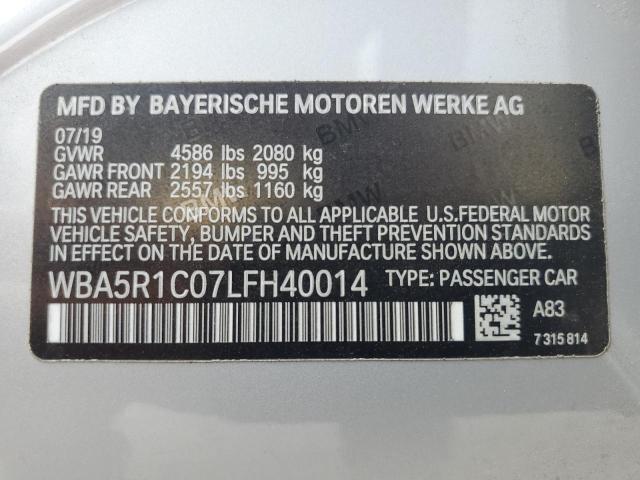 MFD BY BAYERISCHE MOTOREN WERKE AG
07/19
GVWR 4586 lbs 2080 kg
GAWR FRONT 2194 lbs 995 kg
GAWR REAR 2557 lbs 1160 kg
THIS VEHICLE CONFORMS TO ALL APPLICABLE U.S.FEDERAL MOTOR
VEHICLE SAFETY, BUMPER AND THEFT PREVENTION STANDARDS
IN EFFECT ON THE DATE OF MANUFACTURE SHOWN ABOVE.
WBA5R1C07LFH40014 TYPE: PASSENGER CAR
A83
7 315 814
BMW
BMW